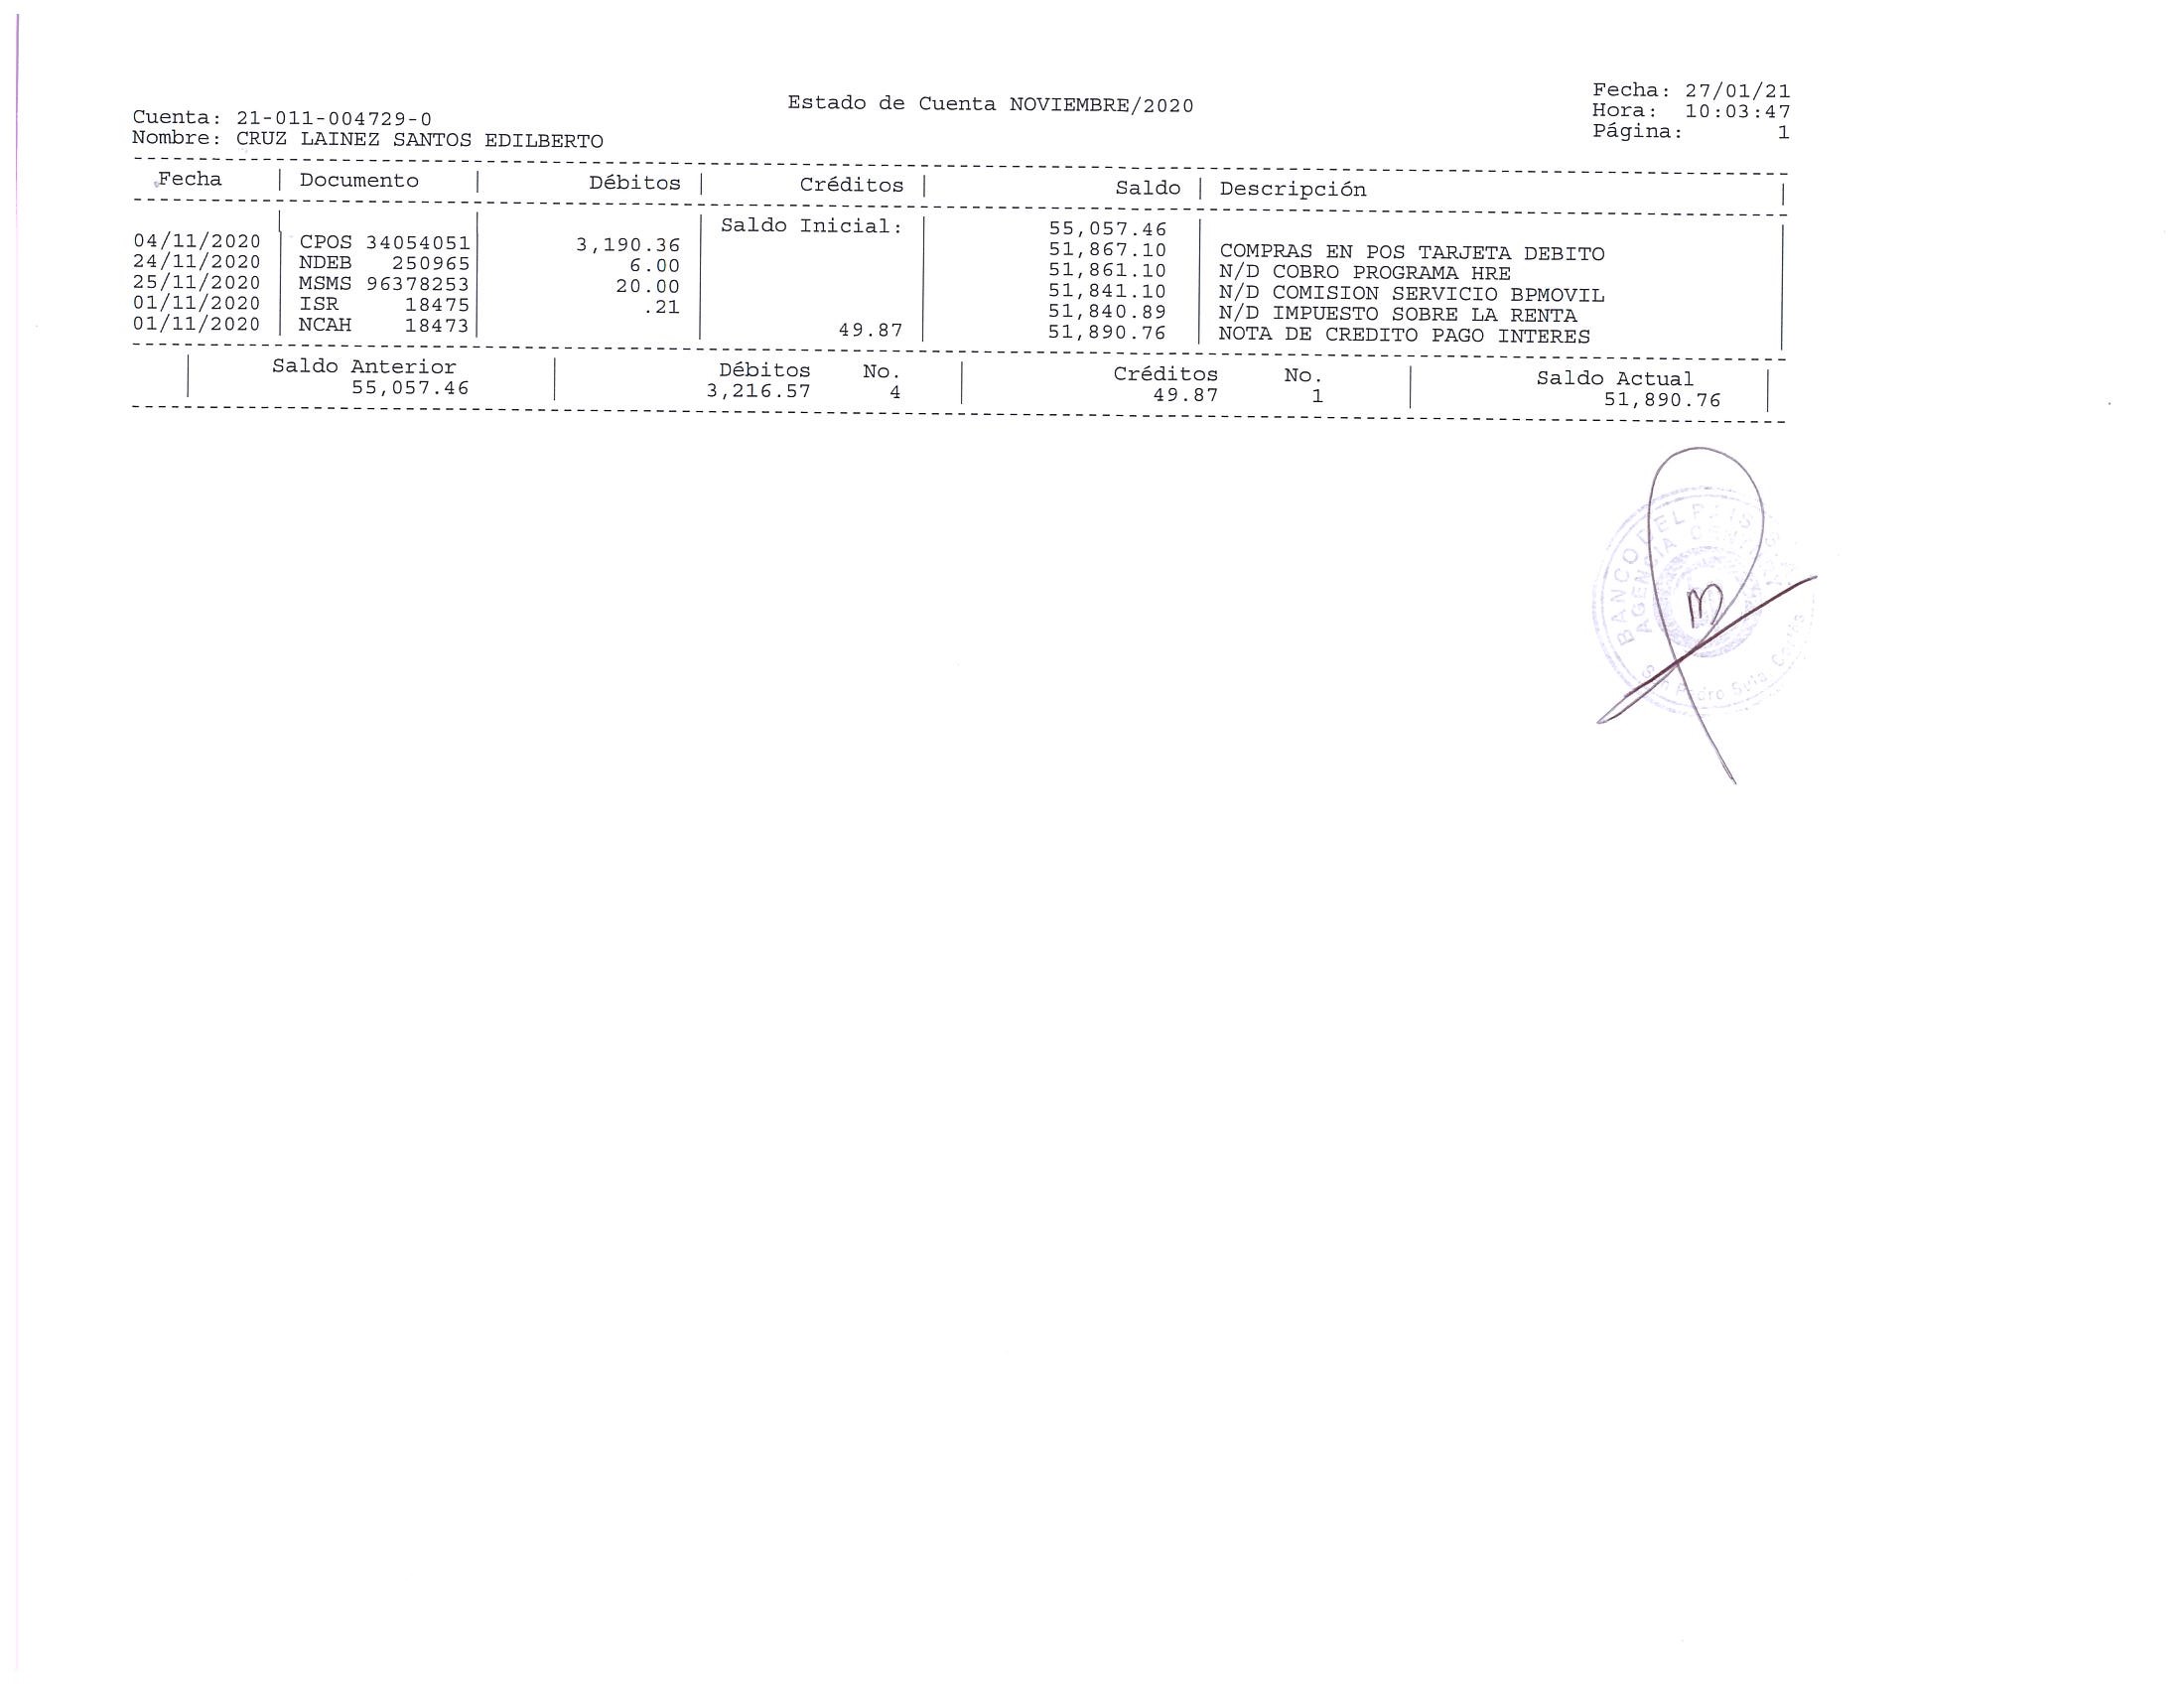 Estado de Cuenta NOVIEMBRE/2020
Fecha: 27/01/21
Hora: 10:03:47
Página: 1
Cuenta: 21-011-004729-0
Nombre: CRUZ LAINEZ SANTOS EDILBERTO
Fecha | Documento | Débitos | Créditos | Saldo | Descripción |
Saldo Inicial: 55,057.46
04/11/2020 CPOS 34054051 3,190.36 51,867.10 COMPRAS EN POS TARJETA DEBITO
24/11/2020 NDEB 250965 6.00 51,861.10 N/D COBRO PROGRAMA HRE
25/11/2020 MSMS 96378253 20.00 51,841.10 N/D COMISION SERVICIO BPMOVIL
01/11/2020 ISR 18475 .21 51,840.89 N/D IMPUESTO SOBRE LA RENTA
01/11/2020 NCAH 18473 49.87 51,890.76 NOTA DE CREDITO PAGO INTERES
Saldo Anterior Débitos No. Créditos No. Saldo Actual
55,057.46 3,216.57 4 49.87 1 51,890.76
BANCO DEL PAIS
AGENCIA
San Pedro Sula, Cortés